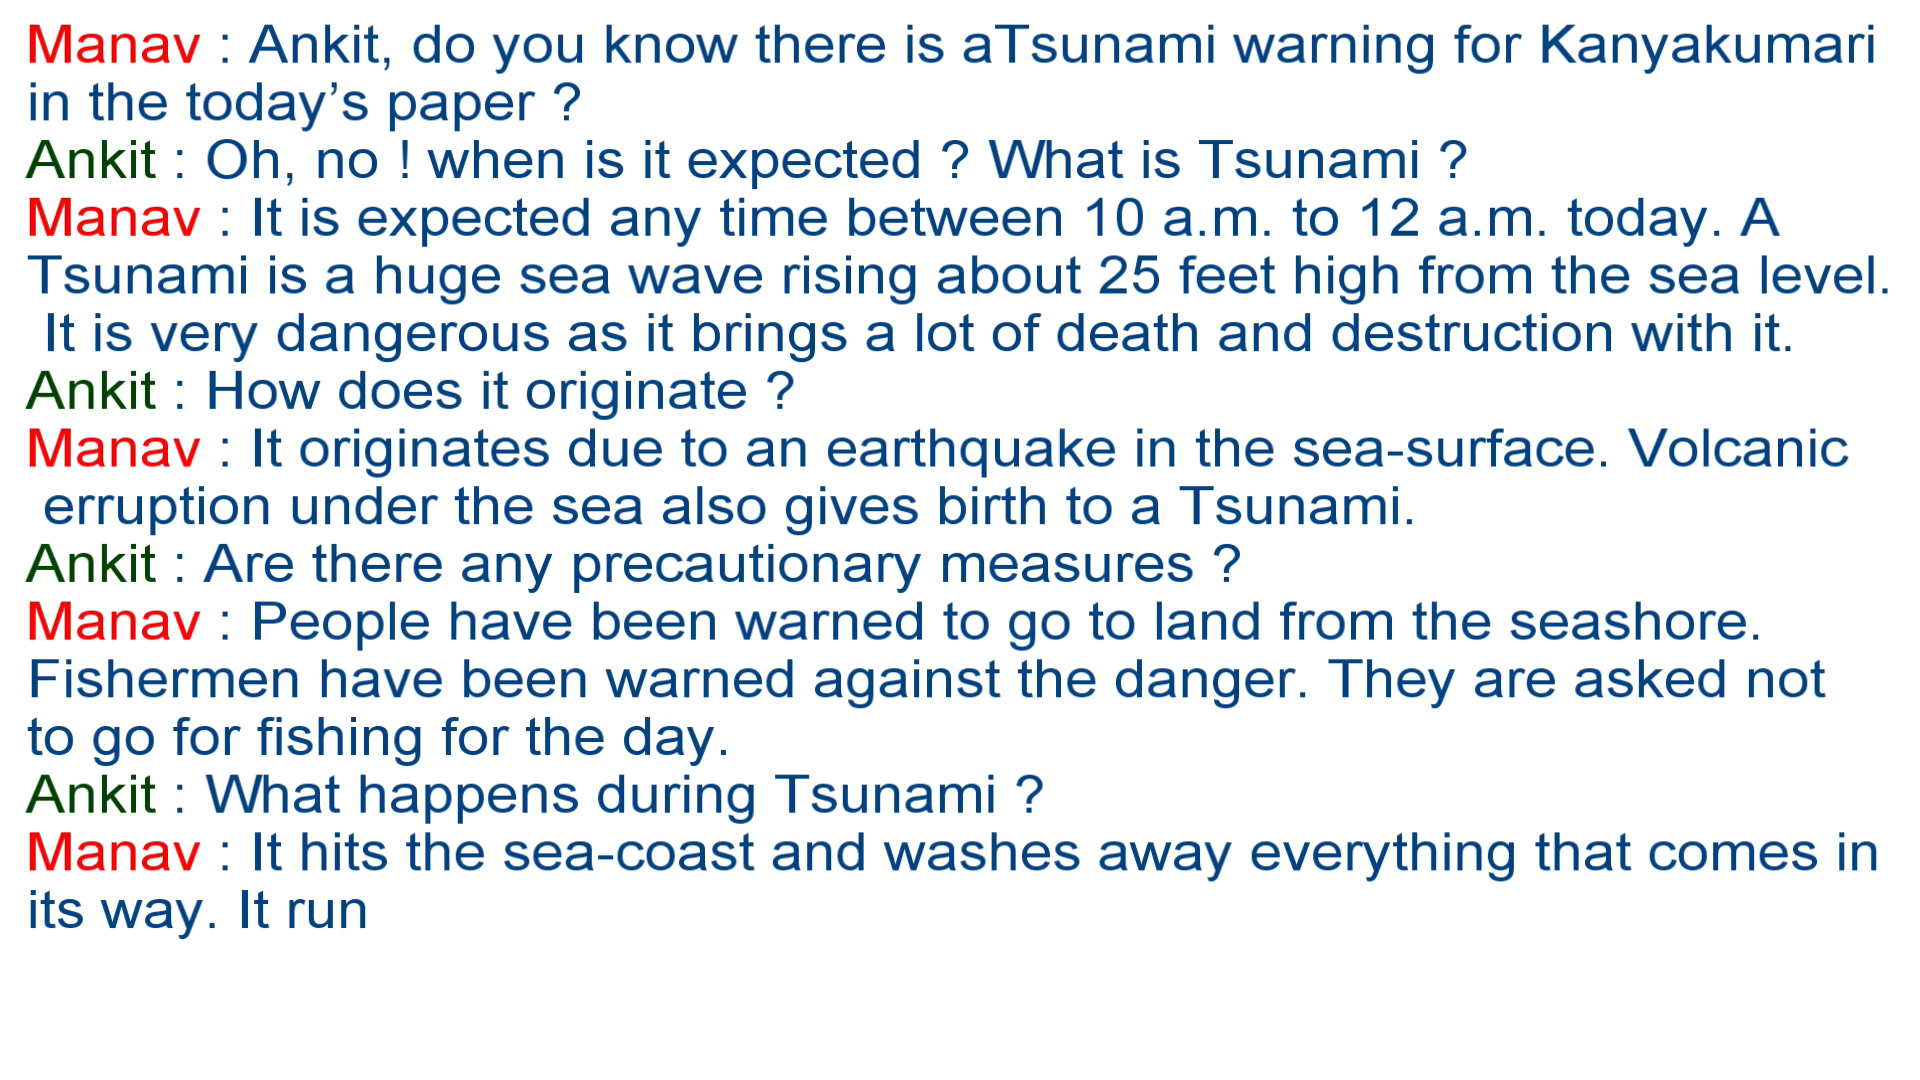 Manav : Ankit, do you know there is aTsunami warning for Kanyakumari
in the today’s paper ?
Ankit : Oh, no ! when is it expected ? What is Tsunami ?
Manav : It is expected any time between 10 a.m. to 12 a.m. today. A
Tsunami is a huge sea wave rising about 25 feet high from the sea level.
It is very dangerous as it brings a lot of death and destruction with it.
Ankit : How does it originate ?
Manav : It originates due to an earthquake in the sea-surface. Volcanic
erruption under the sea also gives birth to a Tsunami.
Ankit : Are there any precautionary measures ?
Manav : People have been warned to go to land from the seashore.
Fishermen have been warned against the danger. They are asked not
to go for fishing for the day.
Ankit : What happens during Tsunami ?
Manav : It hits the sea-coast and washes away everything that comes in
its way. It run